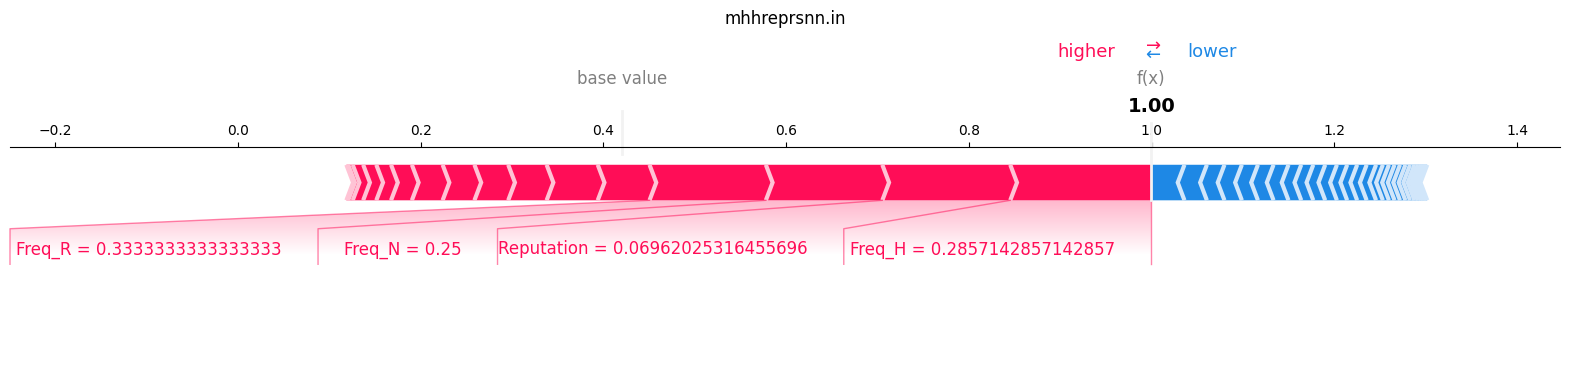 mhhreprsnn.in
higher ⇄ lower
base value f(x)
1.00
−0.2 0.0 0.2 0.4 0.6 0.8 1.0 1.2 1.4
Freq_R = 0.3333333333333333 Freq_N = 0.25 Reputation = 0.06962025316455696 Freq_H = 0.2857142857142857